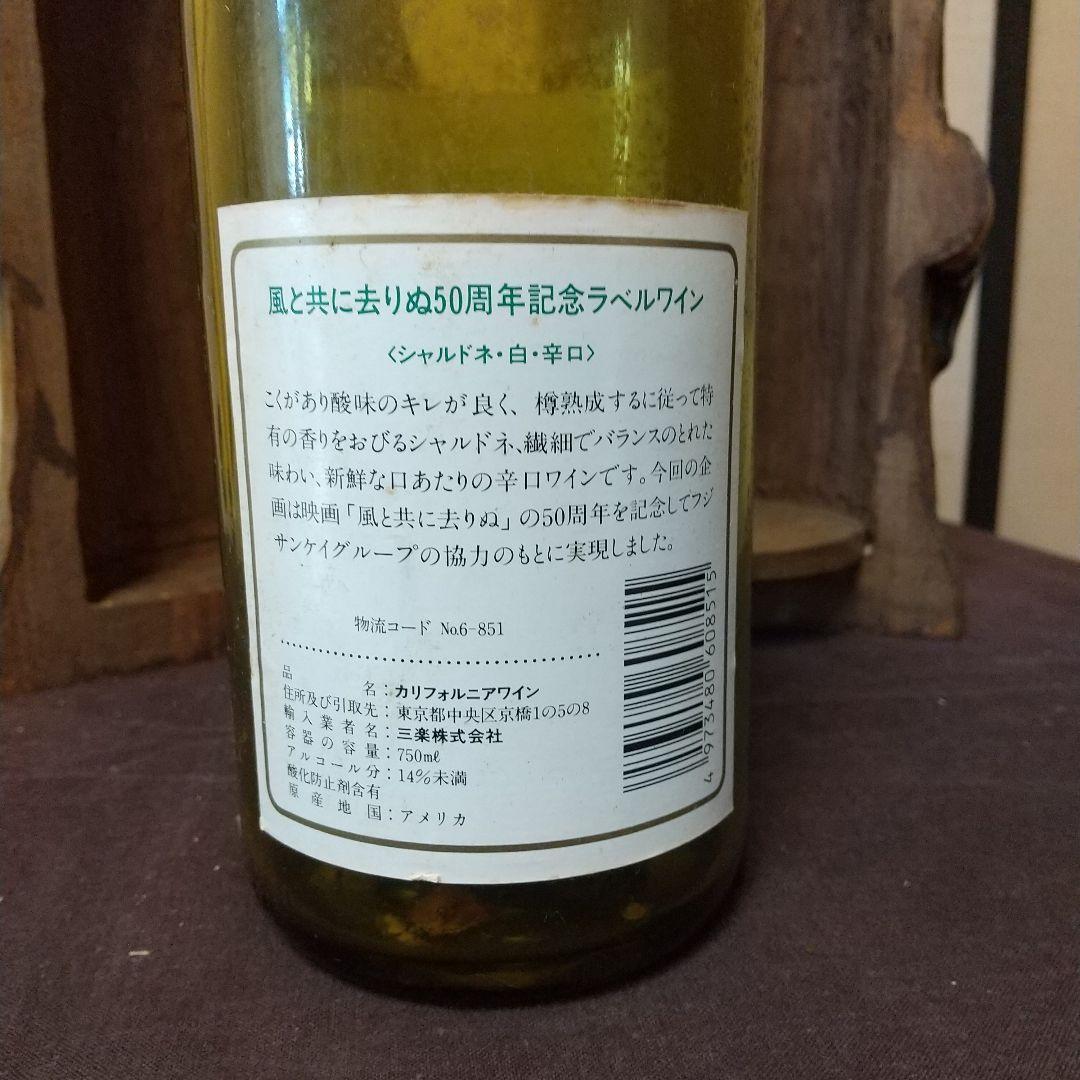 風と共に去りぬ50周年記念ラベルワイン
〈シャルドネ・白・辛口〉
こくがあり酸味のキレが良く、樽熟成するに従って特
有の香りをおびるシャルドネ、繊細でバランスのとれた
味わい、新鮮な口あたりの辛口ワインです。今回の企
画は映画「風と共に去りぬ」の50周年を記念してフジ
サンケイグループの協力のもとに実現しました。
物流コード No.6-851
品名：カリフォルニアワイン
住所及び引取先：東京都中央区京橋1の5の8
輸入業者名：三楽株式会社
容器の容量：750mℓ
アルコール分：14%未満
酸化防止剤含有
原産地国：アメリカ
4973480608515